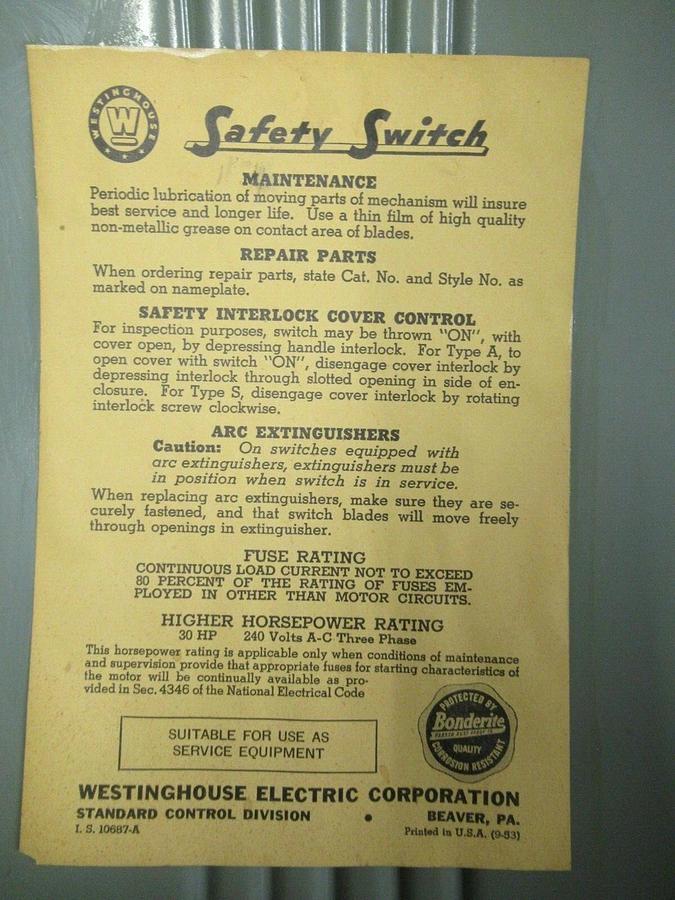 WESTINGHOUSE
W
Safety Switch
MAINTENANCE
Periodic lubrication of moving parts of mechanism will insure
best service and longer life. Use a thin film of high quality
non-metallic grease on contact area of blades.
REPAIR PARTS
When ordering repair parts, state Cat. No. and Style No. as
marked on nameplate.
SAFETY INTERLOCK COVER CONTROL
For inspection purposes, switch may be thrown "ON", with
cover open, by depressing handle interlock. For Type A, to
open cover with switch "ON", disengage cover interlock by
depressing interlock through slotted opening in side of en-
closure. For Type S, disengage cover interlock by rotating
interlock screw clockwise.
ARC EXTINGUISHERS
Caution: On switches equipped with
arc extinguishers, extinguishers must be
in position when switch is in service.
When replacing arc extinguishers, make sure they are se-
curely fastened, and that switch blades will move freely
through openings in extinguisher.
FUSE RATING
CONTINUOUS LOAD CURRENT NOT TO EXCEED
80 PERCENT OF THE RATING OF FUSES EM-
PLOYED IN OTHER THAN MOTOR CIRCUITS.
HIGHER HORSEPOWER RATING
30 HP 240 Volts A-C Three Phase
This horsepower rating is applicable only when conditions of maintenance
and supervision provide that appropriate fuses for starting characteristics of
the motor will be continually available as pro-
vided in Sec. 4346 of the National Electrical Code
PROTECTED BY
Bonderite
QUALITY
CORROSION RESISTANT
SUITABLE FOR USE AS
SERVICE EQUIPMENT
WESTINGHOUSE ELECTRIC CORPORATION
STANDARD CONTROL DIVISION • BEAVER, PA.
I. S. 10687-A Printed in U.S.A. (9-53)